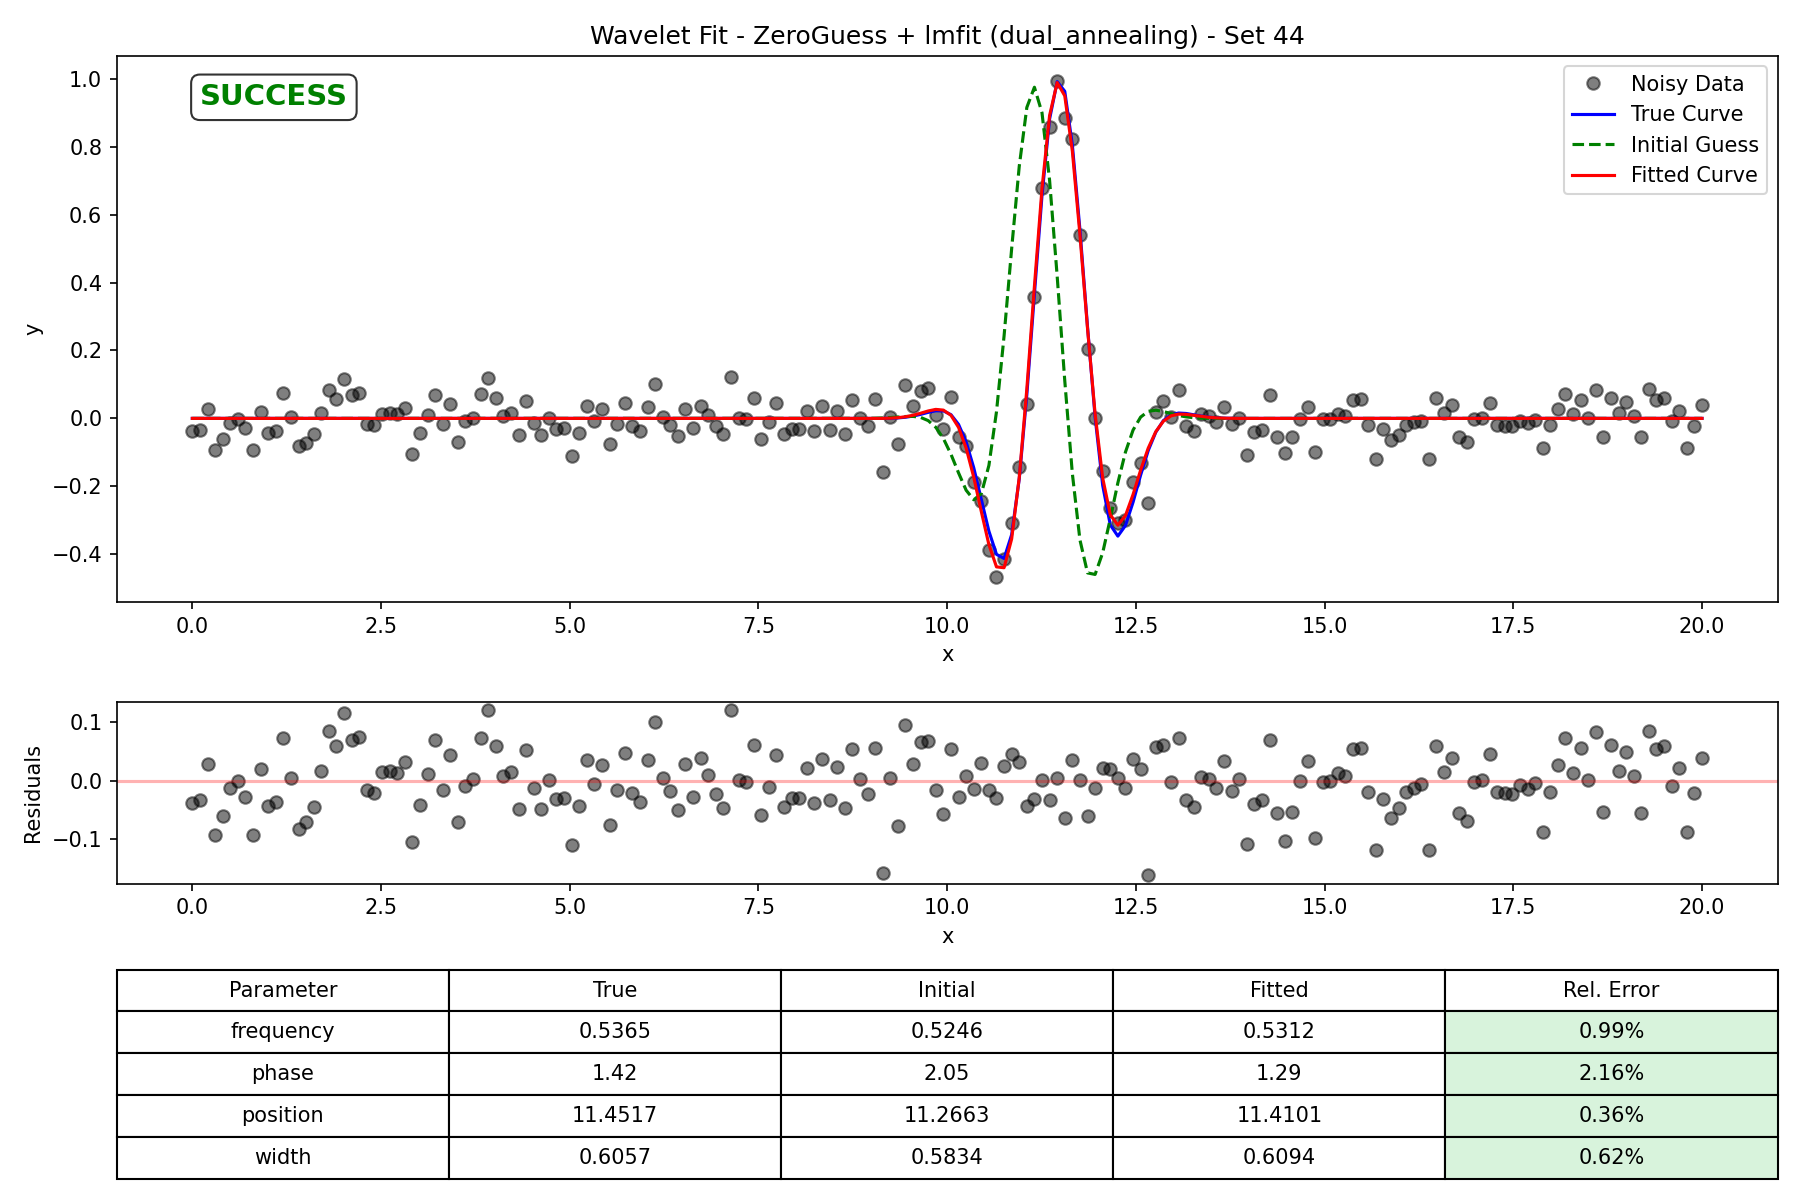 Wavelet Fit - ZeroGuess + lmfit (dual_annealing) - Set 44
SUCCESS
Noisy Data
True Curve
Initial Guess
Fitted Curve
1.0
0.8
0.6
0.4
0.2
0.0
−0.2
−0.4
y
0.0 2.5 5.0 7.5 10.0 12.5 15.0 17.5 20.0
x
0.1
0.0
−0.1
Residuals
0.0 2.5 5.0 7.5 10.0 12.5 15.0 17.5 20.0
x
Parameter True Initial Fitted Rel. Error
frequency 0.5365 0.5246 0.5312 0.99%
phase 1.42 2.05 1.29 2.16%
position 11.4517 11.2663 11.4101 0.36%
width 0.6057 0.5834 0.6094 0.62%